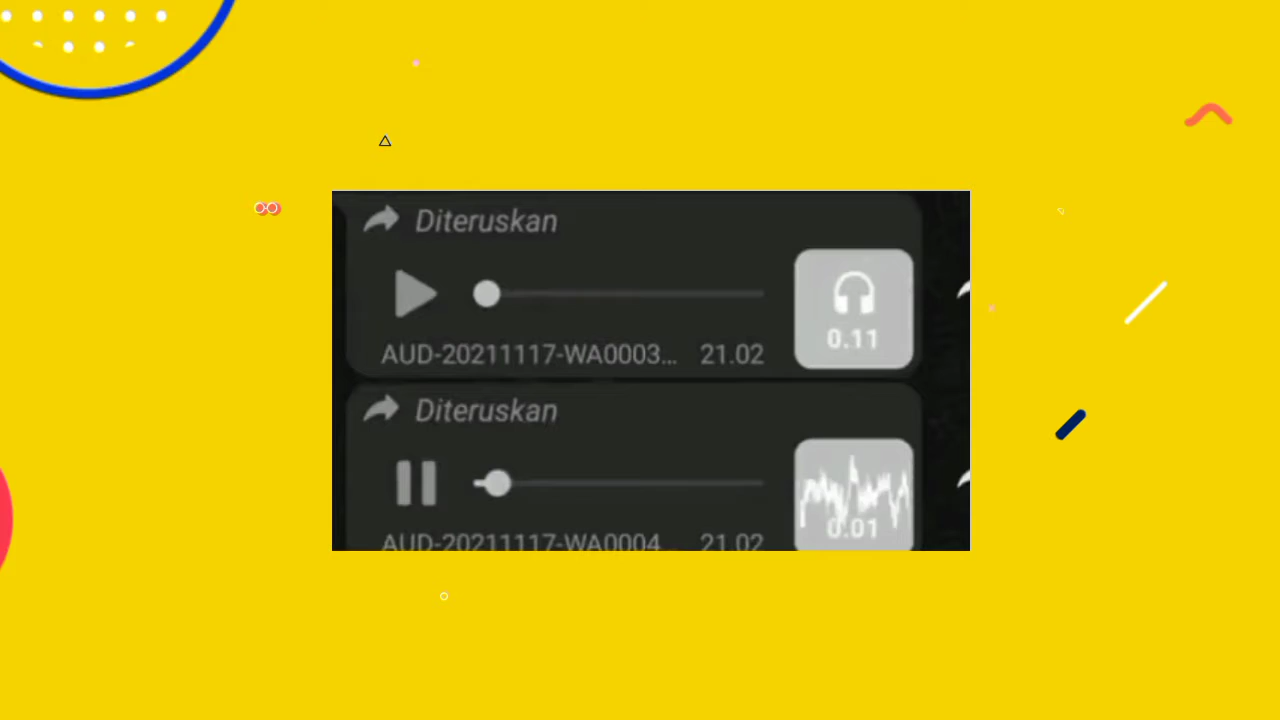 Diteruskan
0.11
AUD-20211117-WA0003... 21.02
Diteruskan
0.01
AUD-20211117-WA0004... 21.02